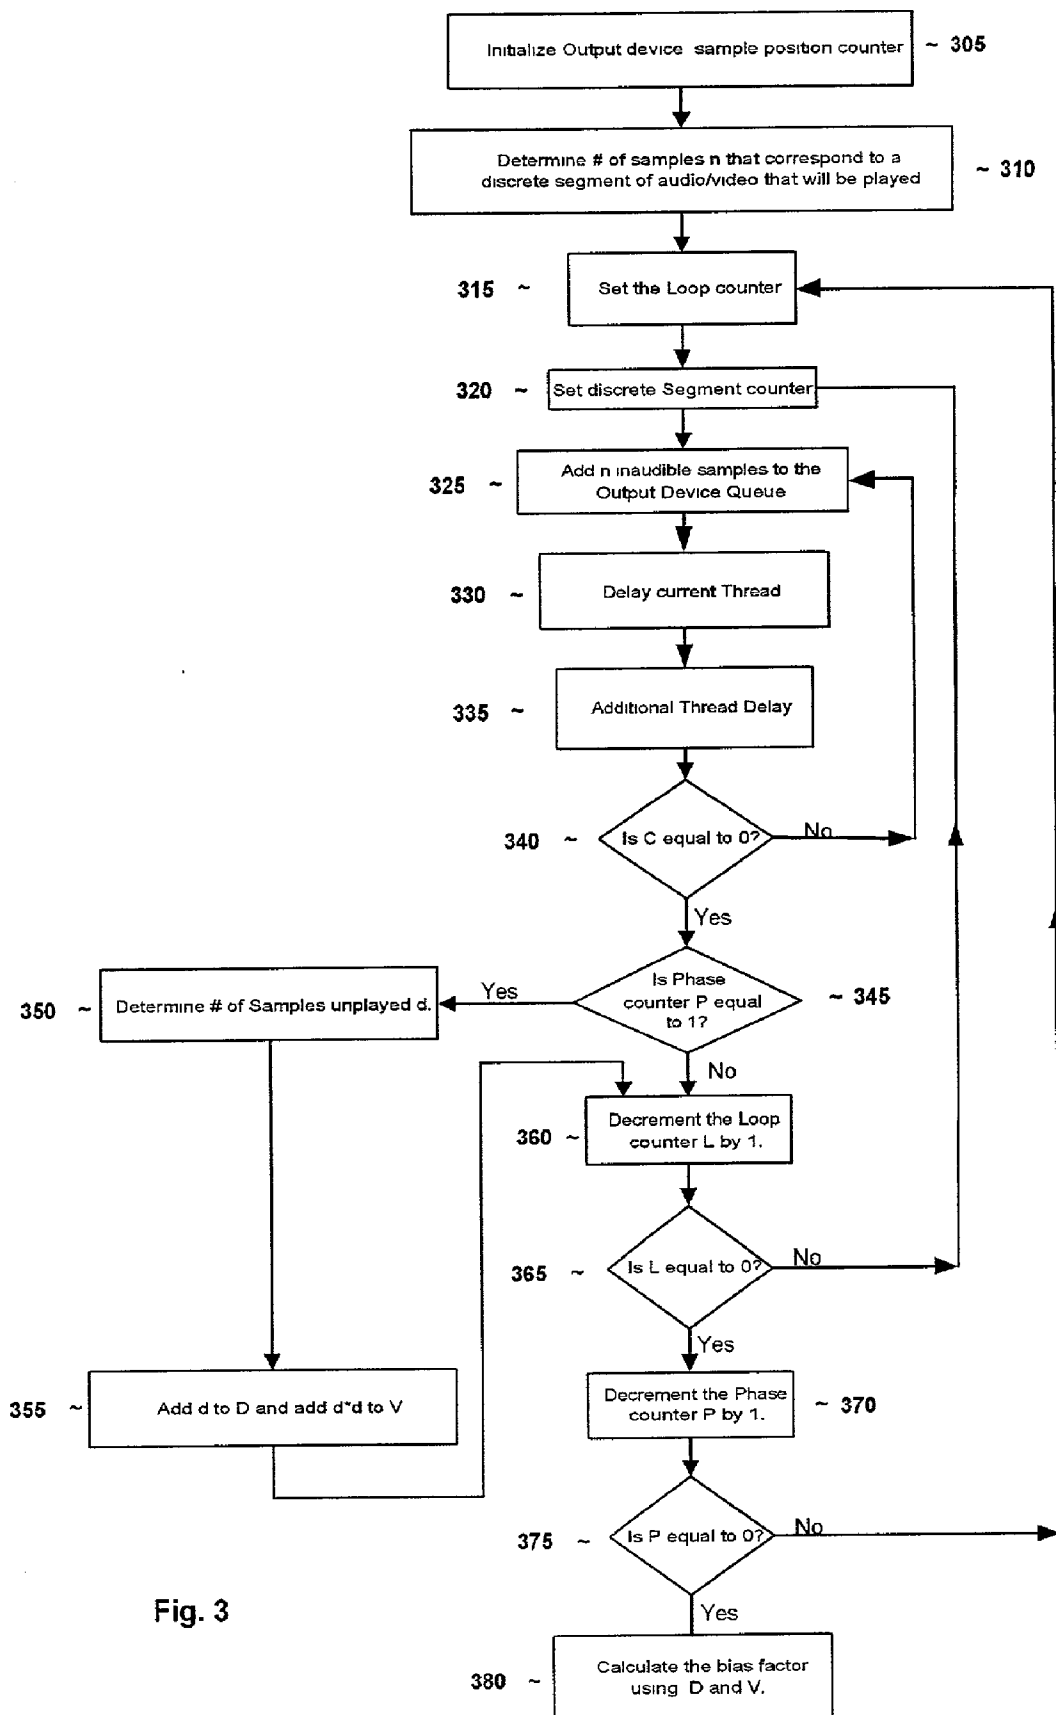 Initialize Output device sample position counter
~ 305
Determine # of samples n that correspond to a
discrete segment of audio/video that will be played
~ 310
315 ~
Set the Loop counter
320 ~
Set discrete Segment counter
325 ~
Add n inaudible samples to the
Output Device Queue
330 ~
Delay current Thread
335 ~
Additional Thread Delay
340 ~
Is C equal to 0?
No
Yes
350 ~
Determine # of Samples unplayed d.
Yes
Is Phase
counter P equal
to 1?
~ 345
No
360 ~
Decrement the Loop
counter L by 1.
365 ~
Is L equal to 0?
No
Yes
355 ~
Add d to D and add d*d to V
Decrement the Phase
counter P by 1.
~ 370
375 ~
Is P equal to 0?
No
Yes
Fig. 3
380 ~
Calculate the bias factor
using D and V.